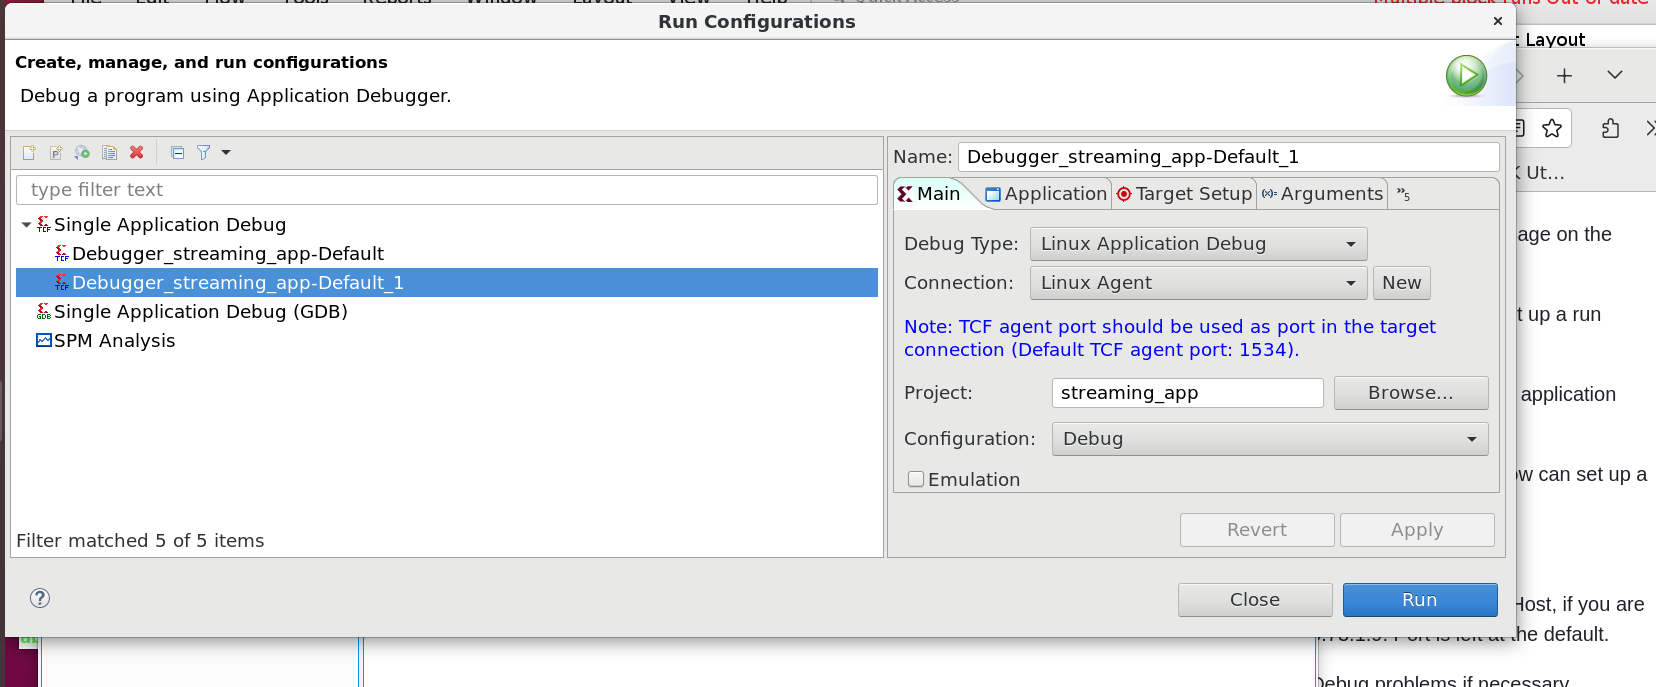 Run Configurations
×
Create, manage, and run configurations
Debug a program using Application Debugger.
type filter text
Single Application Debug
Debugger_streaming_app-Default
Debugger_streaming_app-Default_1
Single Application Debug (GDB)
SPM Analysis
Filter matched 5 of 5 items
Name: Debugger_streaming_app-Default_1
Main Application Target Setup Arguments »5
Debug Type: Linux Application Debug
Connection: Linux Agent New
Note: TCF agent port should be used as port in the target
connection (Default TCF agent port: 1534).
Project: streaming_app Browse...
Configuration: Debug
Emulation
Revert Apply
? Close Run
Layout
Ut...
age on the
t up a run
application
can set up a
Host, if you are
the default.
Debug problems if necessary